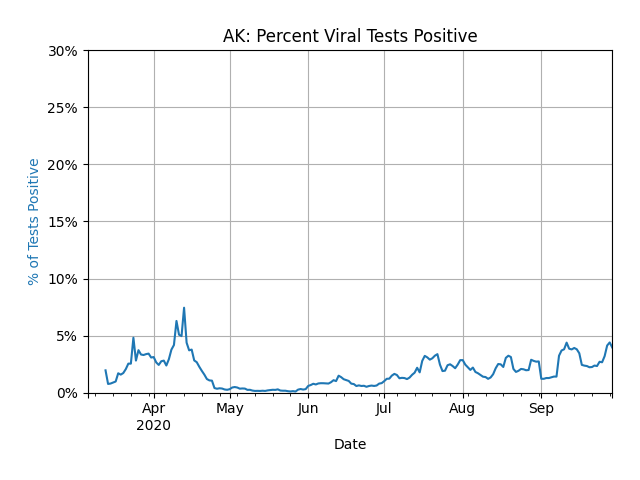 AK: Percent Viral Tests Positive
30%
25%
20%
15%
10%
5%
0%
% of Tests Positive
Apr May Jun Jul Aug Sep
2020
Date